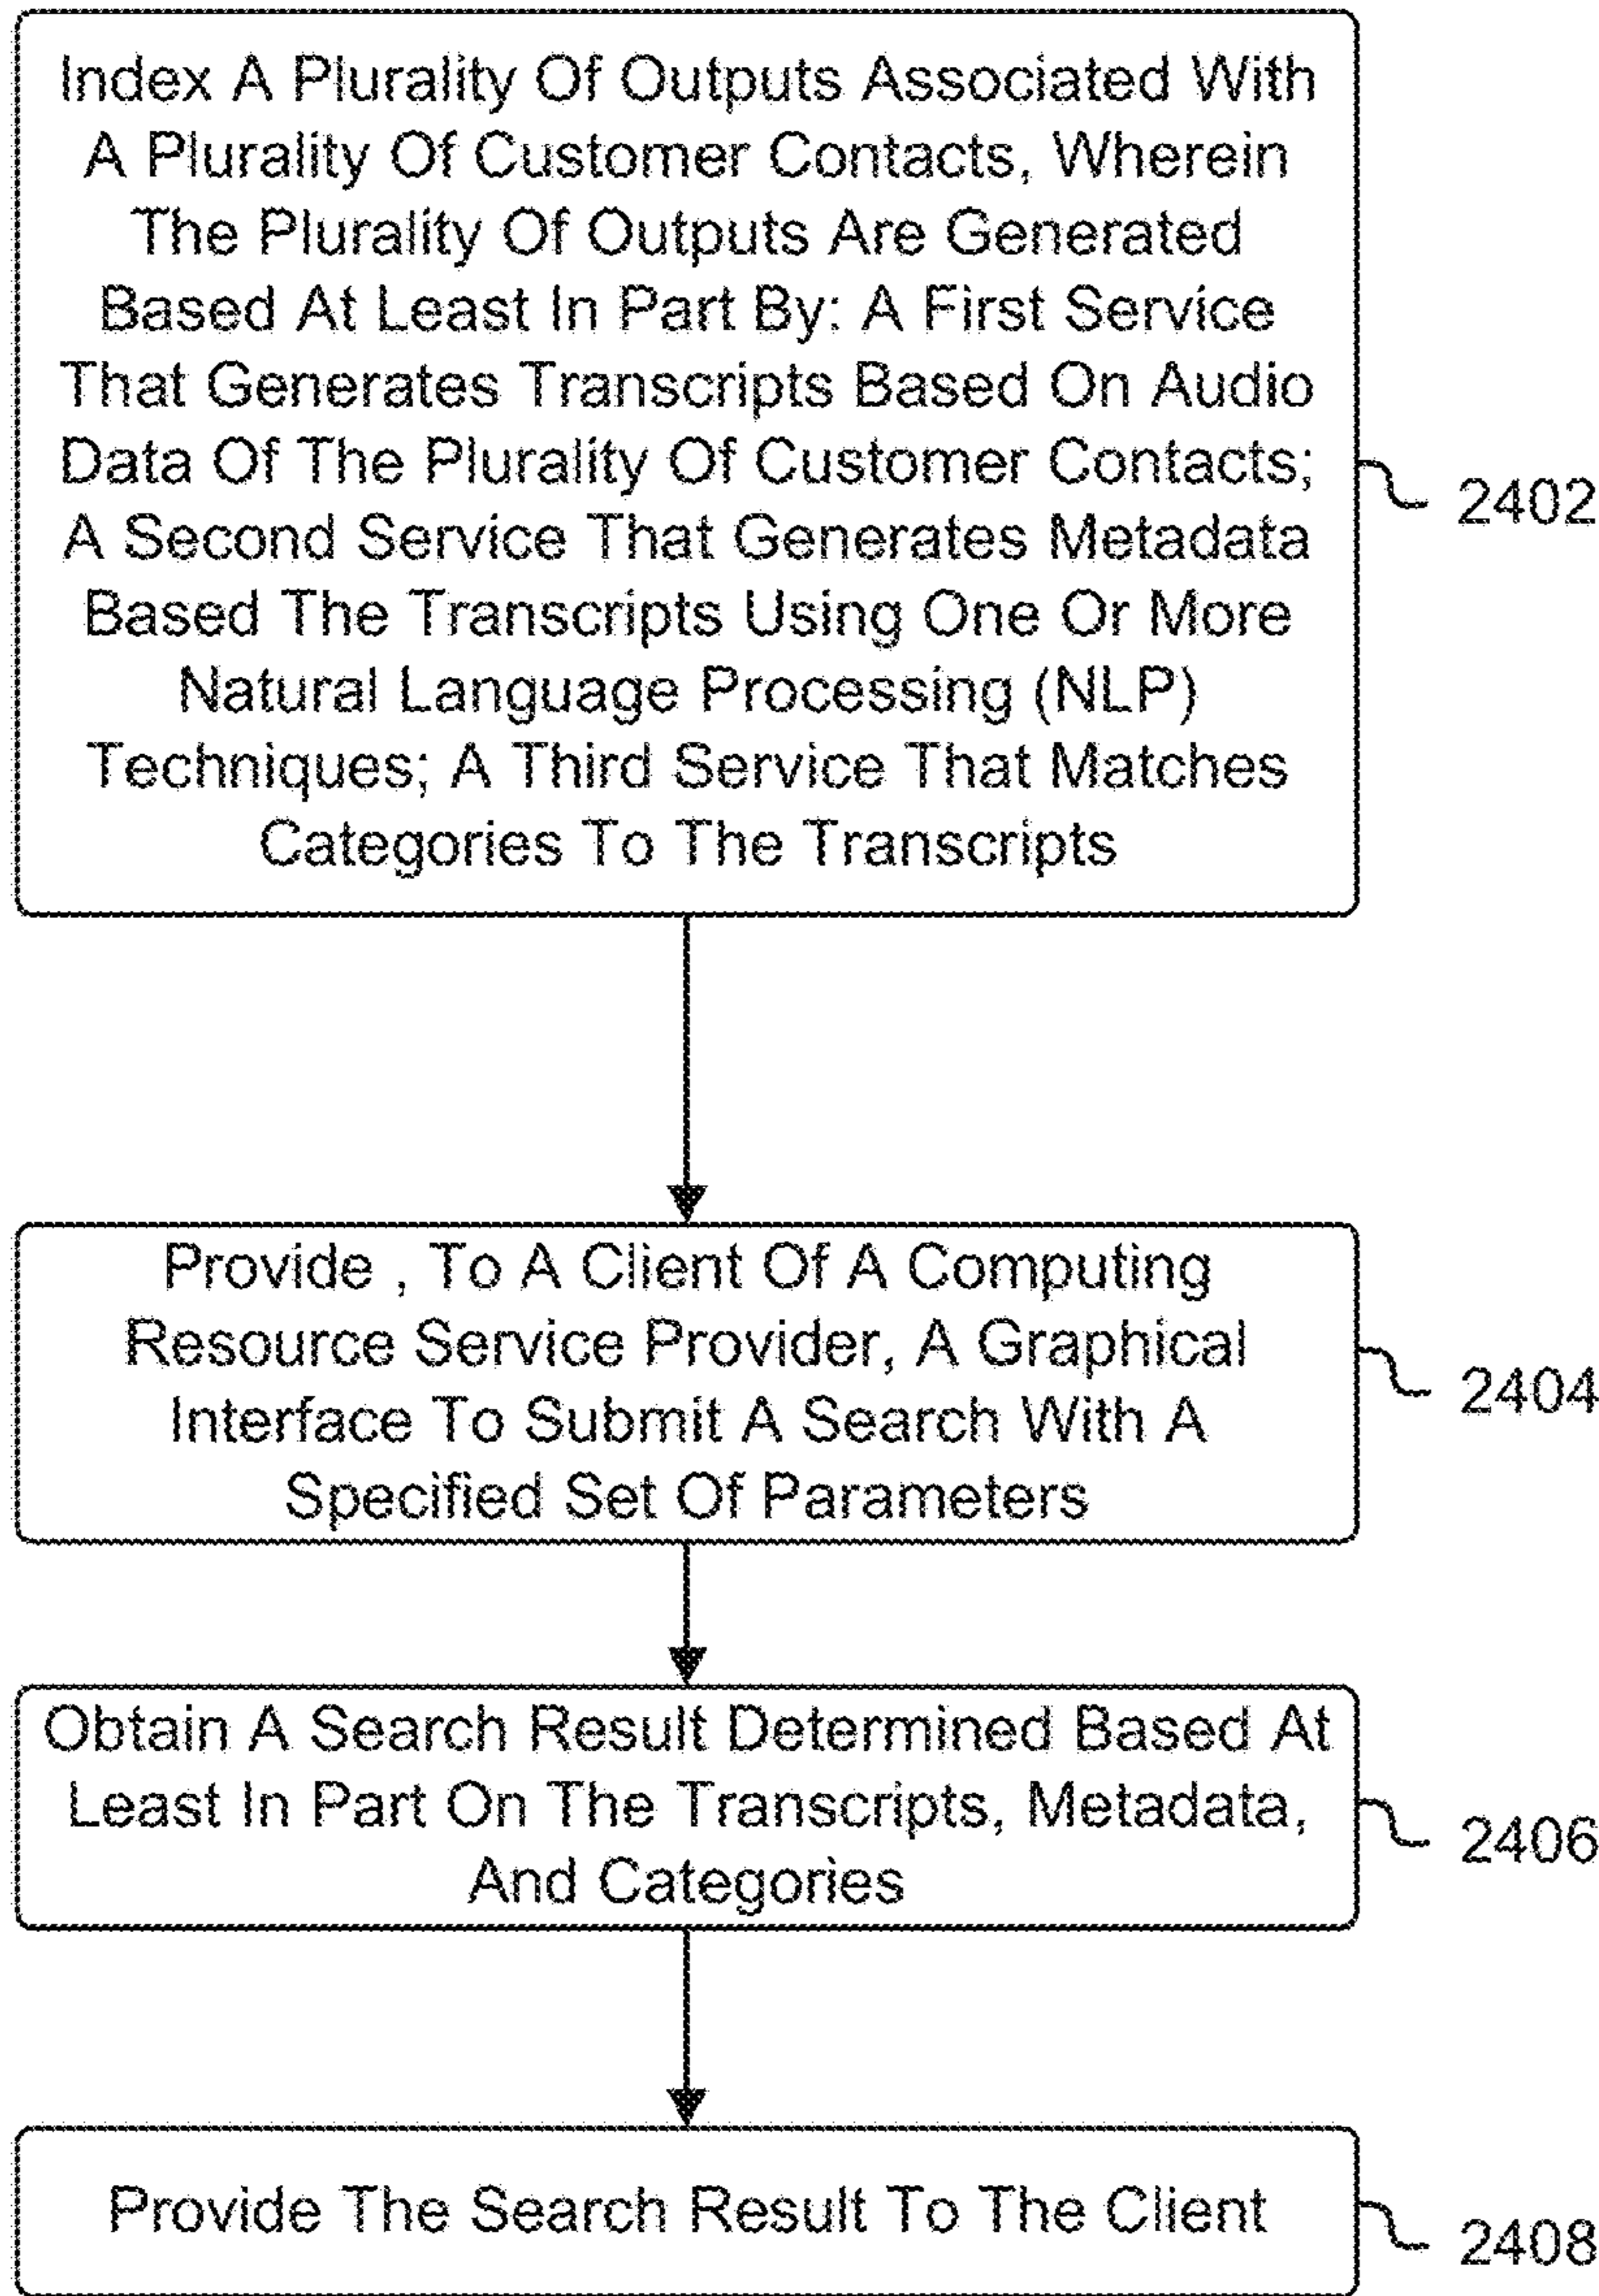 Index A Plurality Of Outputs Associated With
A Plurality Of Customer Contacts, Wherein
The Plurality Of Outputs Are Generated
Based At Least In Part By: A First Service
That Generates Transcripts Based On Audio
Data Of The Plurality Of Customer Contacts;
A Second Service That Generates Metadata
Based The Transcripts Using One Or More
Natural Language Processing (NLP)
Techniques; A Third Service That Matches
Categories To The Transcripts
2402
Provide , To A Client Of A Computing
Resource Service Provider, A Graphical
Interface To Submit A Search With A
Specified Set Of Parameters
2404
Obtain A Search Result Determined Based At
Least In Part On The Transcripts, Metadata,
And Categories
2406
Provide The Search Result To The Client
2408